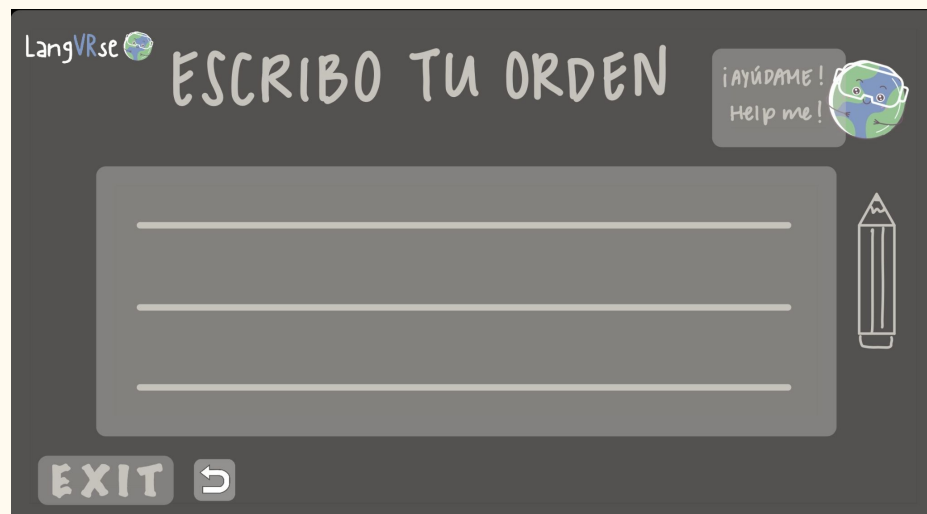 LangVRse
ESCRIBO TU ORDEN
¡AYÚDAME!
Help me!
EXIT